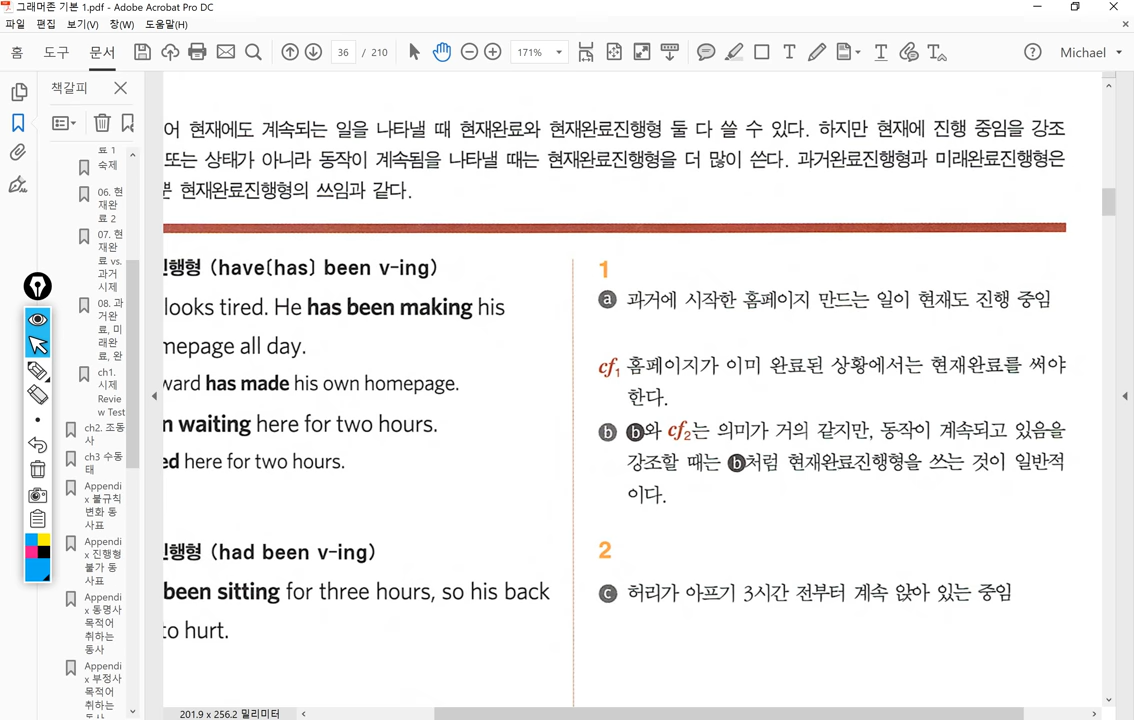 그래머존 기본 1.pdf - Adobe Acrobat Pro DC
파일 편집 보기(V) 창(W) 도움말(H)
홈 도구 문서 36 / 210 171% Michael
책갈피
료 1
숙제
06. 현
재완
료 2
07. 현
재완
료 vs.
과거
시제
08. 과
거완
료, 미
래완
료, 완
ch1.
시제
Revie
w Test
ch2. 조동
사
ch3 수동
태
Appendi
x 불규칙
변화 동
사표
Appendi
x 진행형
불가 동
사표
Appendi
x 동명사
목적어
취하는
동사
Appendi
x 부정사
목적어
취하는
어 현재에도 계속되는 일을 나타낼 때 현재완료와 현재완료진행형 둘 다 쓸 수 있다. 하지만 현재에 진행 중임을 강조
또는 상태가 아니라 동작이 계속됨을 나타낼 때는 현재완료진행형을 더 많이 쓴다. 과거완료진행형과 미래완료진행형은
현재완료진행형의 쓰임과 같다.
진행형 (have[has] been v-ing)
looks tired. He has been making his
mepage all day.
ward has made his own homepage.
n waiting here for two hours.
ed here for two hours.
진행형 (had been v-ing)
been sitting for three hours, so his back
to hurt.
1
a 과거에 시작한 홈페이지 만드는 일이 현재도 진행 중임
cf1 홈페이지가 이미 완료된 상황에서는 현재완료를 써야
한다.
b b와 cf2는 의미가 거의 같지만, 동작이 계속되고 있음을
강조할 때는 b처럼 현재완료진행형을 쓰는 것이 일반적
이다.
2
c 허리가 아프기 3시간 전부터 계속 앉아 있는 중임
201.9 x 256.2 밀리미터